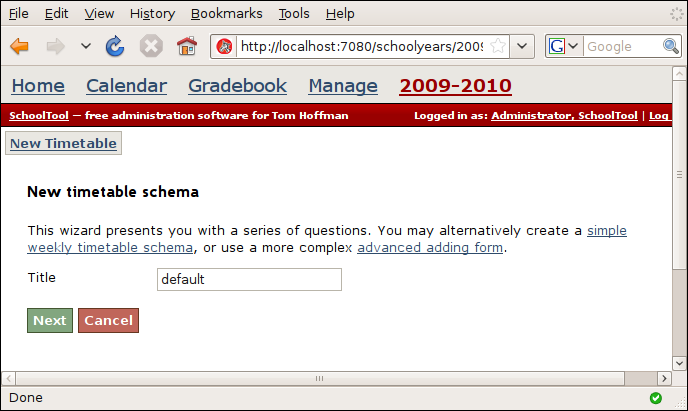 File Edit View History Bookmarks Tools Help
http://localhost:7080/schoolyears/2009 G Google
Home Calendar Gradebook Manage 2009-2010
SchoolTool — free administration software for Tom Hoffman Logged in as: Administrator, SchoolTool | Log
New Timetable
New timetable schema
This wizard presents you with a series of questions. You may alternatively create a simple
weekly timetable schema, or use a more complex advanced adding form.
Title default
Next Cancel
Done